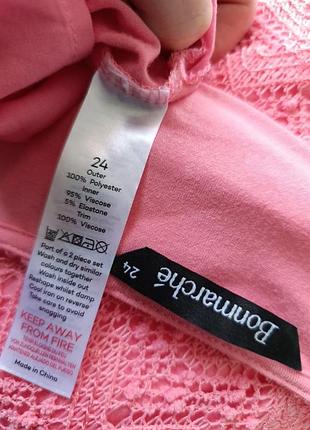 24
Outer
100% Polyester
Inner
95% Viscose
5% Elastane
Trim
100% Viscose
Part of a 2 piece set
Wash and dry similar
colours together
Wash inside out
Reshape whilst damp
Cool iron on reverse
Take care to avoid
snagging
KEEP AWAY
FROM FIRE
Made in China
Bonmarché
24